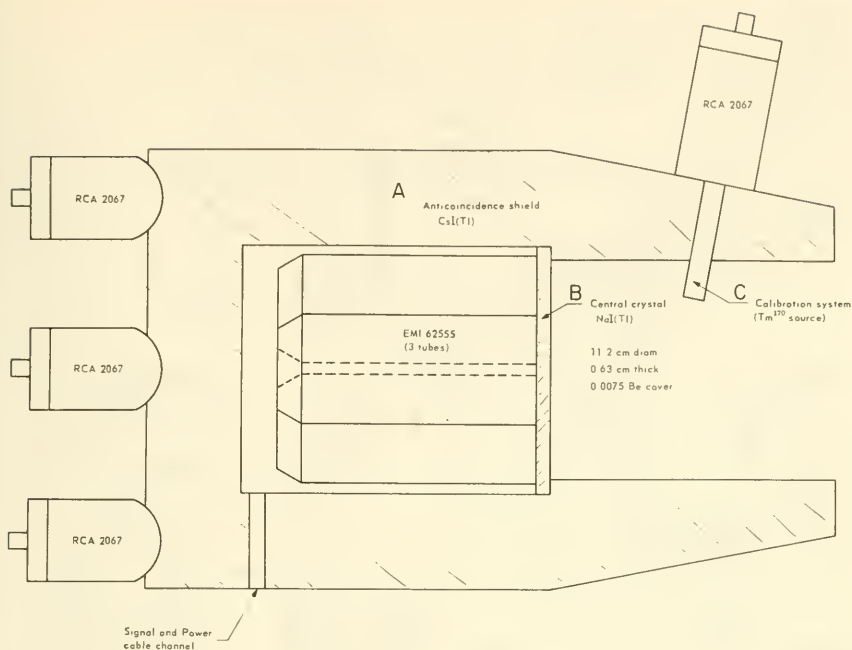 RCA 2067
RCA 2067
A
Anticoincidence shield
CsI(Tl)
B
Central crystal
NaI(Tl)
C
Calibration system
(Tm170 source)
EMI 62555
(3 tubes)
11 2 cm diam
0 63 cm thick
0 0075 Be cover
RCA 2067
RCA 2067
Signal and Power
cable channel